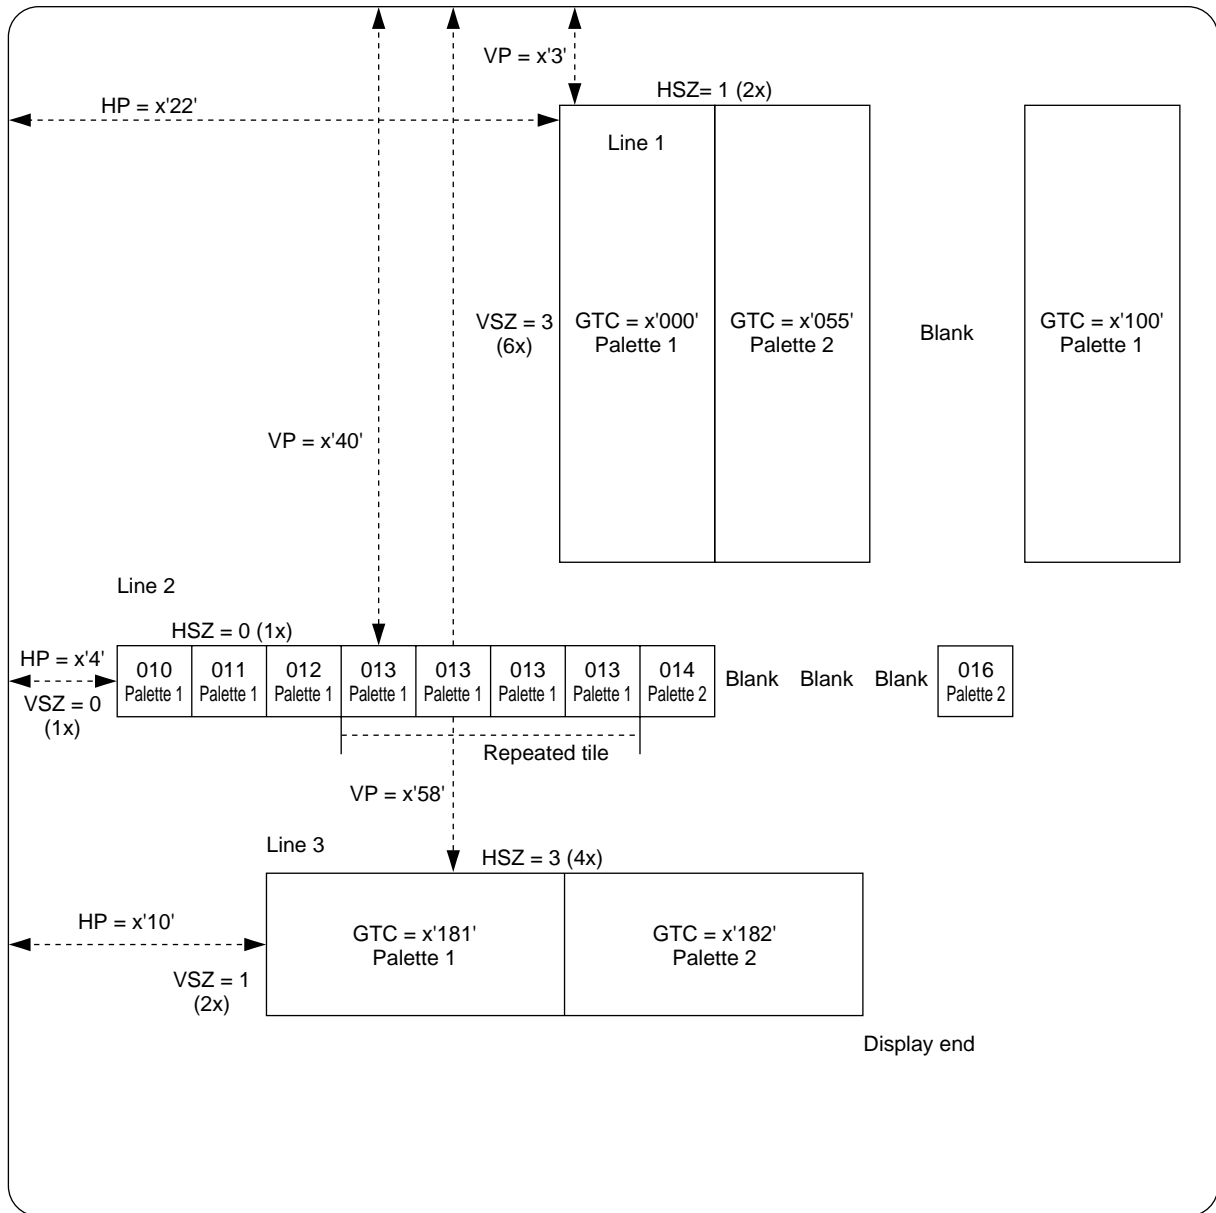 VP = x'3'
HP = x'22'
HSZ= 1 (2x)
Line 1
VSZ = 3
(6x)
GTC = x'000'
Palette 1
GTC = x'055'
Palette 2
Blank
GTC = x'100'
Palette 1
VP = x'40'
Line 2
HSZ = 0 (1x)
HP = x'4'
VSZ = 0
(1x)
010
Palette 1
011
Palette 1
012
Palette 1
013
Palette 1
013
Palette 1
013
Palette 1
013
Palette 1
014
Palette 2
Blank
Blank
Blank
016
Palette 2
Repeated tile
VP = x'58'
Line 3
HSZ = 3 (4x)
HP = x'10'
VSZ = 1
(2x)
GTC = x'181'
Palette 1
GTC = x'182'
Palette 2
Display end